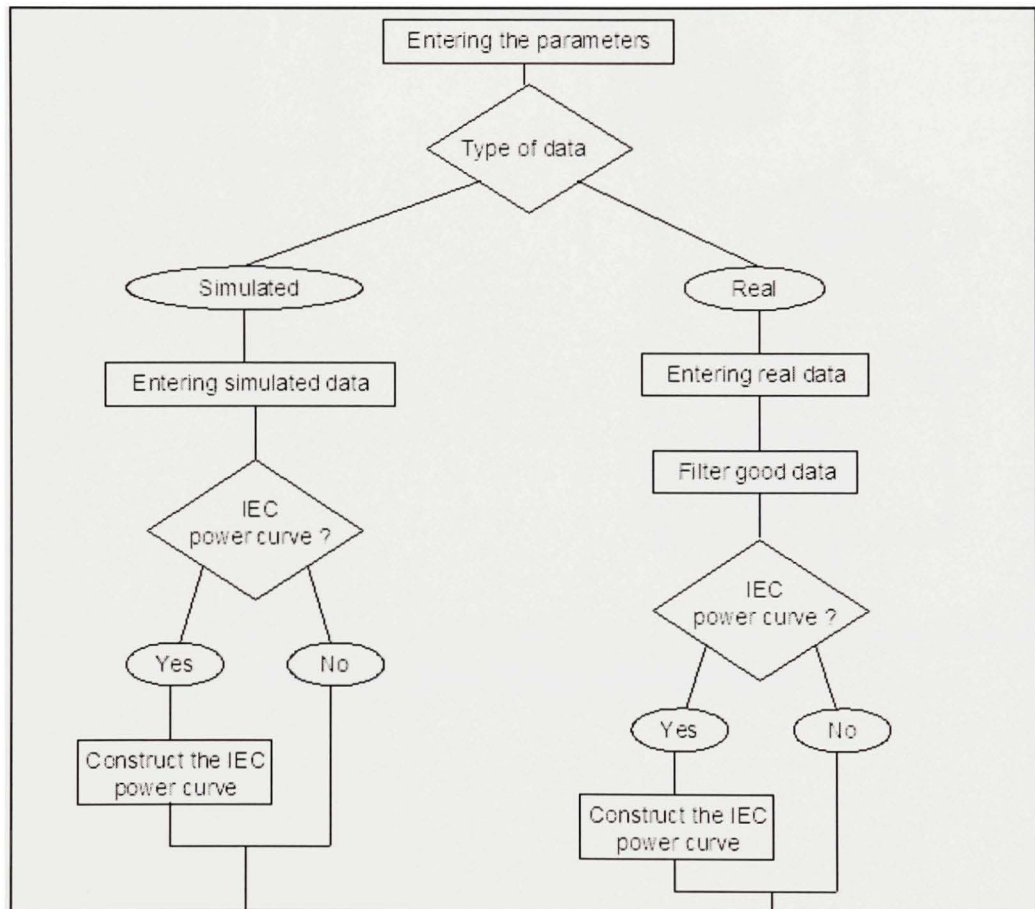 Entering the parameters
Type of data
Simulated
Real
Entering simulated data
Entering real data
Filter good data
IEC
power curve ?
IEC
power curve ?
Yes
No
Yes
No
Construct the IEC
power curve
Construct the IEC
power curve